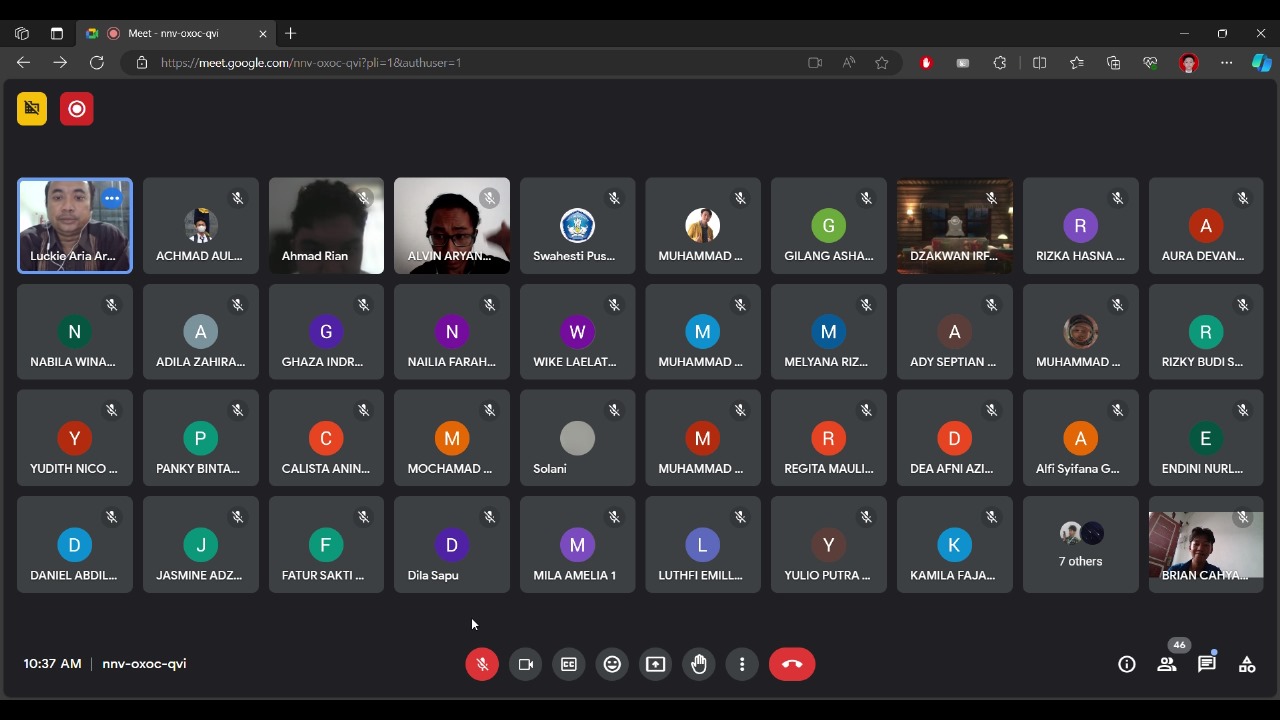 Meet - nnv-oxoc-qvi
https://meet.google.com/nnv-oxoc-qvi?pli=1&authuser=1
Luckie Aria Ar...
ACHMAD AUL...
Ahmad Rian
ALVIN ARYAN...
Swahesti Pus...
MUHAMMAD ...
G
GILANG ASHA...
DZAKWAN IRF...
R
RIZKA HASNA ...
A
AURA DEVAN...
N
NABILA WINA...
A
ADILA ZAHIRA...
G
GHAZA INDR...
N
NAILIA FARAH...
W
WIKE LAELAT...
M
MUHAMMAD ...
M
MELYANA RIZ...
A
ADY SEPTIAN ...
MUHAMMAD ...
R
RIZKY BUDI S...
Y
YUDITH NICO ...
P
PANKY BINTA...
C
CALISTA ANIN...
M
MOCHAMAD ...
Solani
M
MUHAMMAD ...
R
REGITA MAULI...
D
DEA AFNI AZI...
A
Alfi Syifana G...
E
ENDINI NURL...
D
DANIEL ABDIL...
J
JASMINE ADZ...
F
FATUR SAKTI ...
D
Dila Sapu
M
MILA AMELIA 1
L
LUTHFI EMILL...
Y
YULIO PUTRA ...
K
KAMILA FAJA...
7 others
BRIAN CAHYA...
10:37 AM | nnv-oxoc-qvi
46